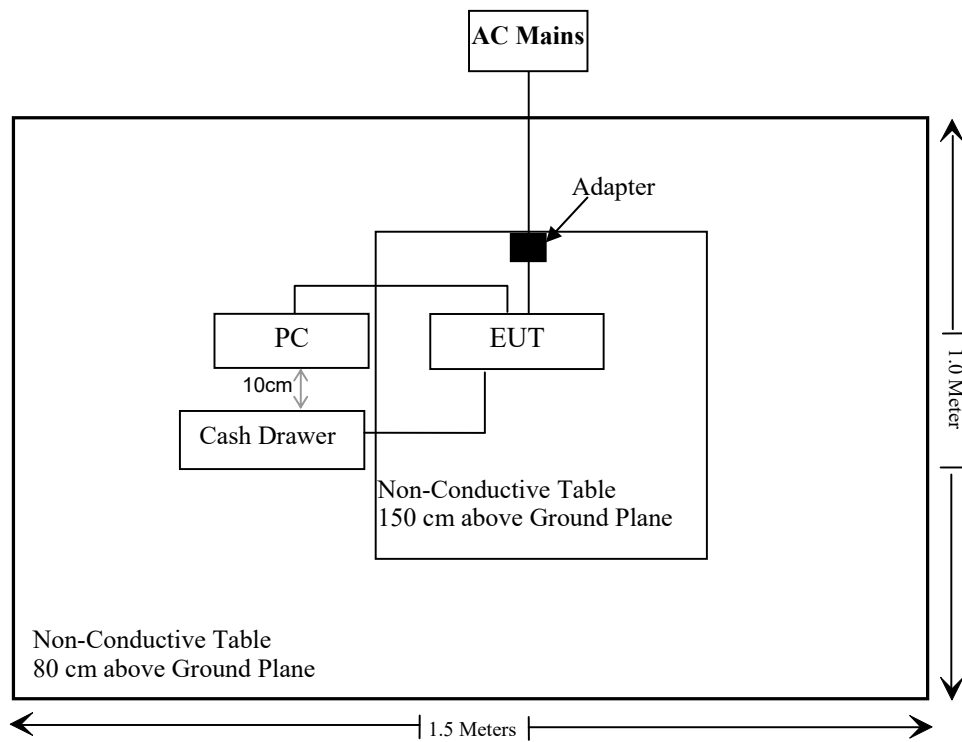 AC Mains
Adapter
PC
EUT
10cm
Cash Drawer
1.0 Meter
Non-Conductive Table
150 cm above Ground Plane
Non-Conductive Table
80 cm above Ground Plane
1.5 Meters